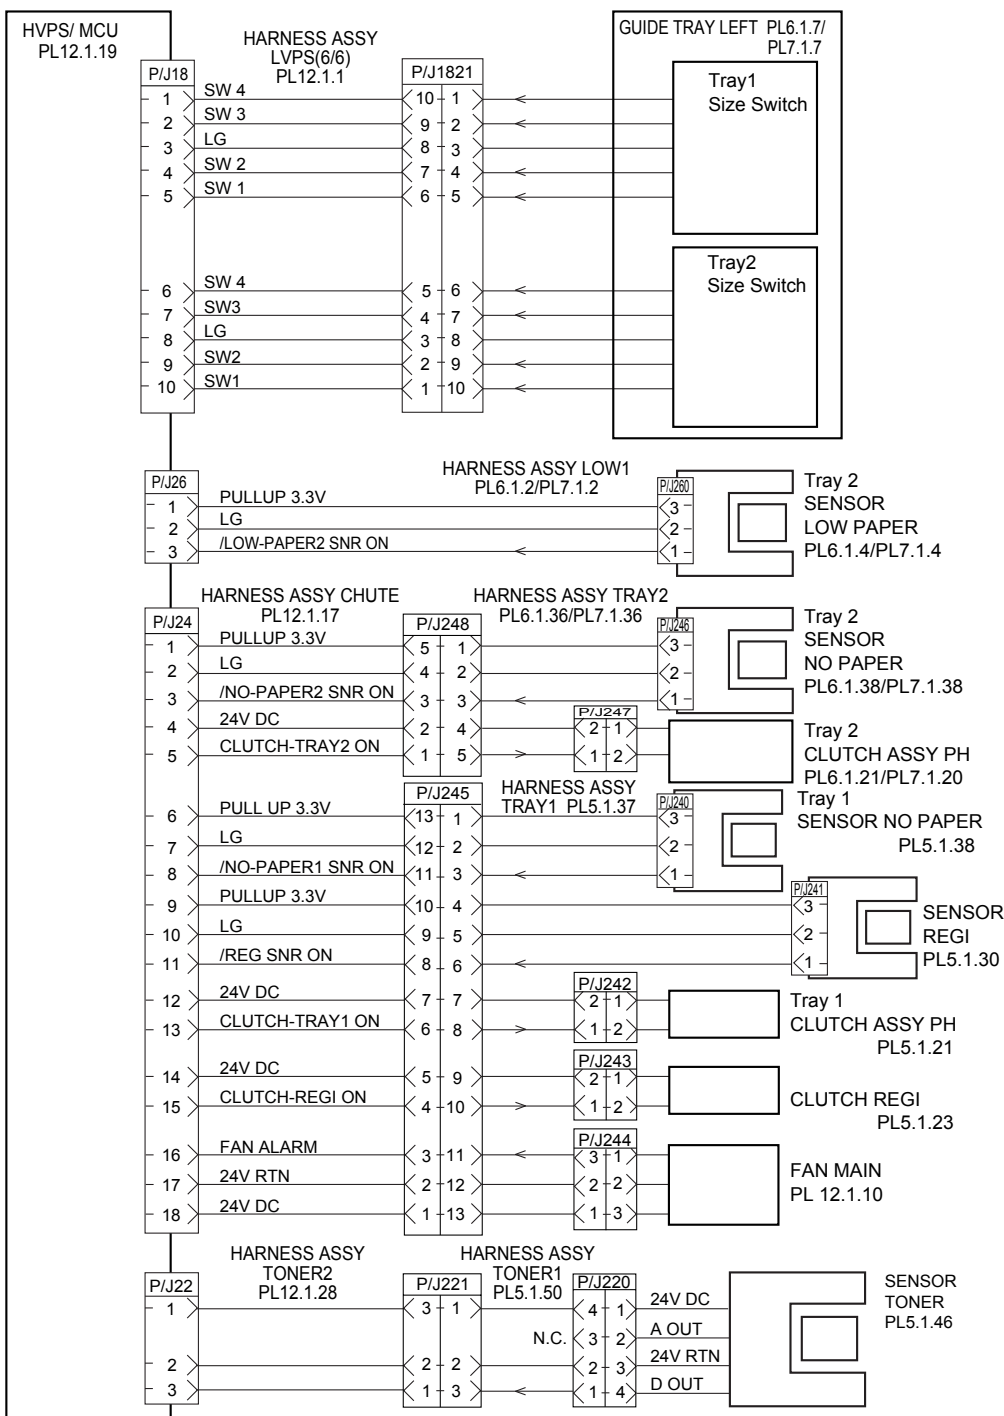 HVPS/ MCU
PL12.1.19
HARNESS ASSY
LVPS(6/6)
PL12.1.1
GUIDE TRAY LEFT PL6.1.7/
PL7.1.7
P/J18
P/J1821
Tray1
Size Switch
1 SW 4 10 1
2 SW 3 9 2
3 LG 8 3
4 SW 2 7 4
5 SW 1 6 5
Tray2
Size Switch
6 SW 4 5 6
7 SW3 4 7
8 LG 3 8
9 SW2 2 9
10 SW1 1 10
HARNESS ASSY LOW1
PL6.1.2/PL7.1.2
P/J26
P/J260
1 PULLUP 3.3V 3
2 LG 2
3 /LOW-PAPER2 SNR ON 1
Tray 2
SENSOR
LOW PAPER
PL6.1.4/PL7.1.4
HARNESS ASSY CHUTE
PL12.1.17
HARNESS ASSY TRAY2
PL6.1.36/PL7.1.36
P/J24
P/J248
P/J246
1 PULLUP 3.3V 5 1 3
2 LG 4 2 2
3 /NO-PAPER2 SNR ON 3 3 1
Tray 2
SENSOR
NO PAPER
PL6.1.38/PL7.1.38
P/J247
4 24V DC 2 4 2 1
5 CLUTCH-TRAY2 ON 1 5 1 2
Tray 2
CLUTCH ASSY PH
PL6.1.21/PL7.1.20
P/J245
HARNESS ASSY
TRAY1 PL5.1.37
P/J240
6 PULL UP 3.3V 13 1 3
7 LG 12 2 2
8 /NO-PAPER1 SNR ON 11 3 1
Tray 1
SENSOR NO PAPER
PL5.1.38
P/J241
9 PULLUP 3.3V 10 4 3
10 LG 9 5 2
11 /REG SNR ON 8 6 1
SENSOR
REGI
PL5.1.30
P/J242
12 24V DC 7 7 2 1
13 CLUTCH-TRAY1 ON 6 8 1 2
Tray 1
CLUTCH ASSY PH
PL5.1.21
P/J243
14 24V DC 5 9 2 1
15 CLUTCH-REGI ON 4 10 1 2
CLUTCH REGI
PL5.1.23
P/J244
16 FAN ALARM 3 11 3 1
17 24V RTN 2 12 2 2
18 24V DC 1 13 1 3
FAN MAIN
PL 12.1.10
HARNESS ASSY
TONER2
PL12.1.28
HARNESS ASSY
TONER1
PL5.1.50
P/J22
P/J221
P/J220
1 3 1 4 1 24V DC
N.C. 3 2 A OUT
2 2 2 2 3 24V RTN
3 1 3 1 4 D OUT
SENSOR
TONER
PL5.1.46